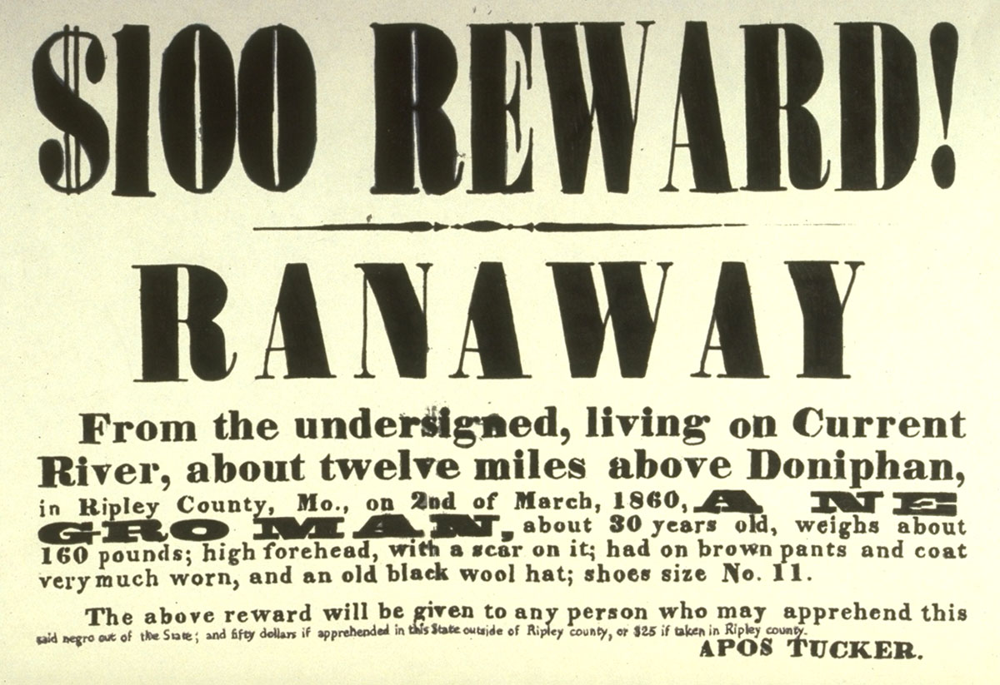 $100 REWARD!
RANAWAY
From the undersigned, living on Current
River, about twelve miles above Doniphan,
in Ripley County, Mo., on 2nd of March, 1860, A NE
GRO MAN, about 30 years old, weighs about
160 pounds; high forehead, with a scar on it; had on brown pants and coat
very much worn, and an old black wool hat; shoes size No. 11.
The above reward will be given to any person who may apprehend this
said negro out of the State; and fifty dollars if apprehended in this State outside of Ripley county, or $25 if taken in Ripley county.
APOS TUCKER.